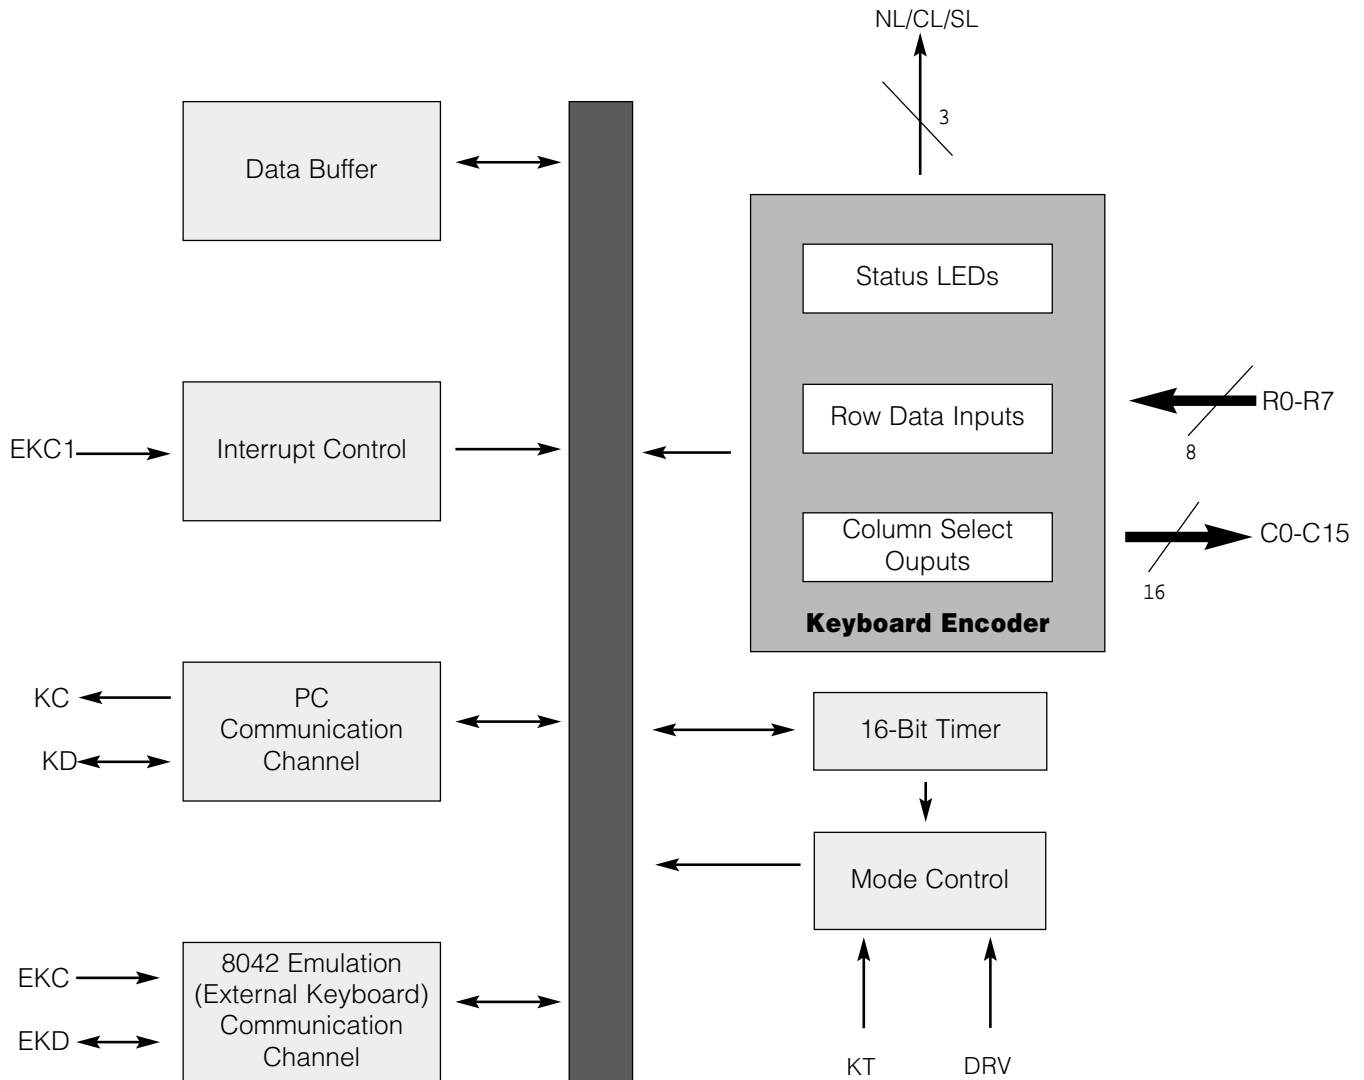 NL/CL/SL
3
Data Buffer
Status LEDs
Row Data Inputs
R0-R7
8
EKC1
Interrupt Control
Column Select
Ouputs
C0-C15
16
Keyboard Encoder
KC
KD
PC
Communication
Channel
16-Bit Timer
Mode Control
EKC
EKD
8042 Emulation
(External Keyboard)
Communication
Channel
KT
DRV